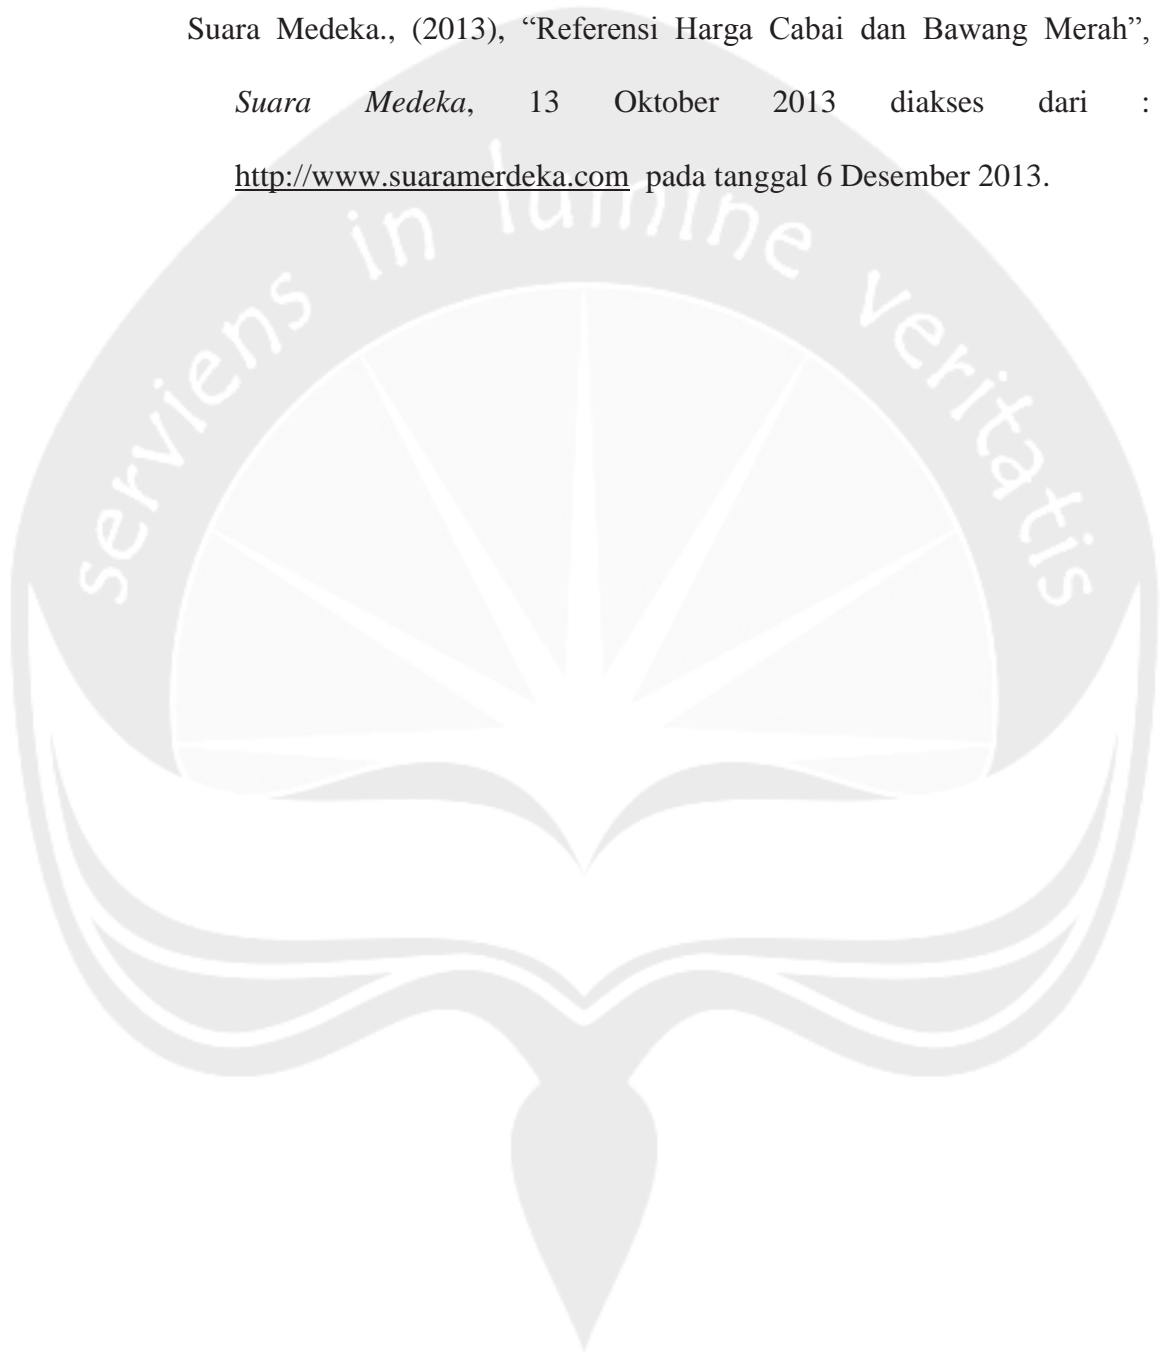 Suara Medeka., (2013), “Referensi Harga Cabai dan Bawang Merah”,
Suara Medeka, 13 Oktober 2013 diakses dari :
http://www.suaramerdeka.com pada tanggal 6 Desember 2013.
serviens in lumine veritatis